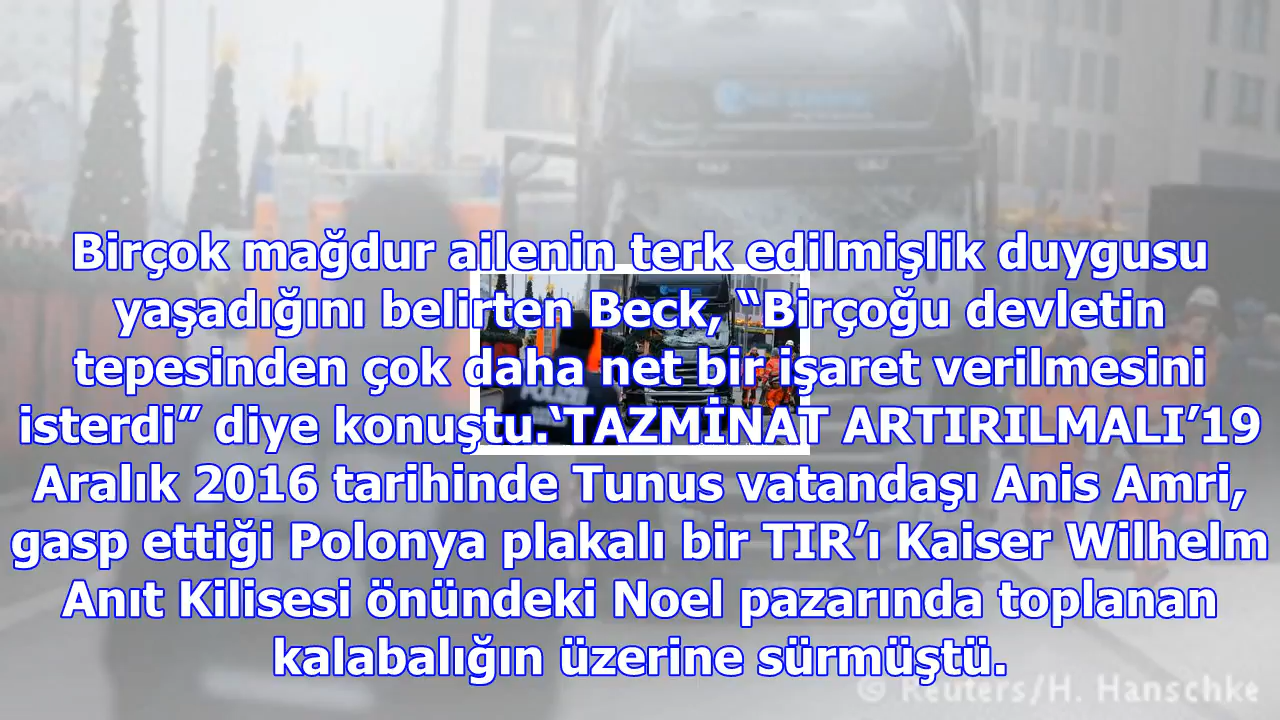 Birçok mağdur ailenin terk edilmişlik duygusu
yaşadığını belirten Beck, “Birçoğu devletin
tepesinden çok daha net bir işaret verilmesini
isterdi” diye konuştu.‘TAZMİNAT ARTIRILMALI’19
Aralık 2016 tarihinde Tunus vatandaşı Anis Amri,
gasp ettiği Polonya plakalı bir TIR’ı Kaiser Wilhelm
Anıt Kilisesi önündeki Noel pazarında toplanan
kalabalığın üzerine sürmüştü.
© Reuters/H. Hanschke